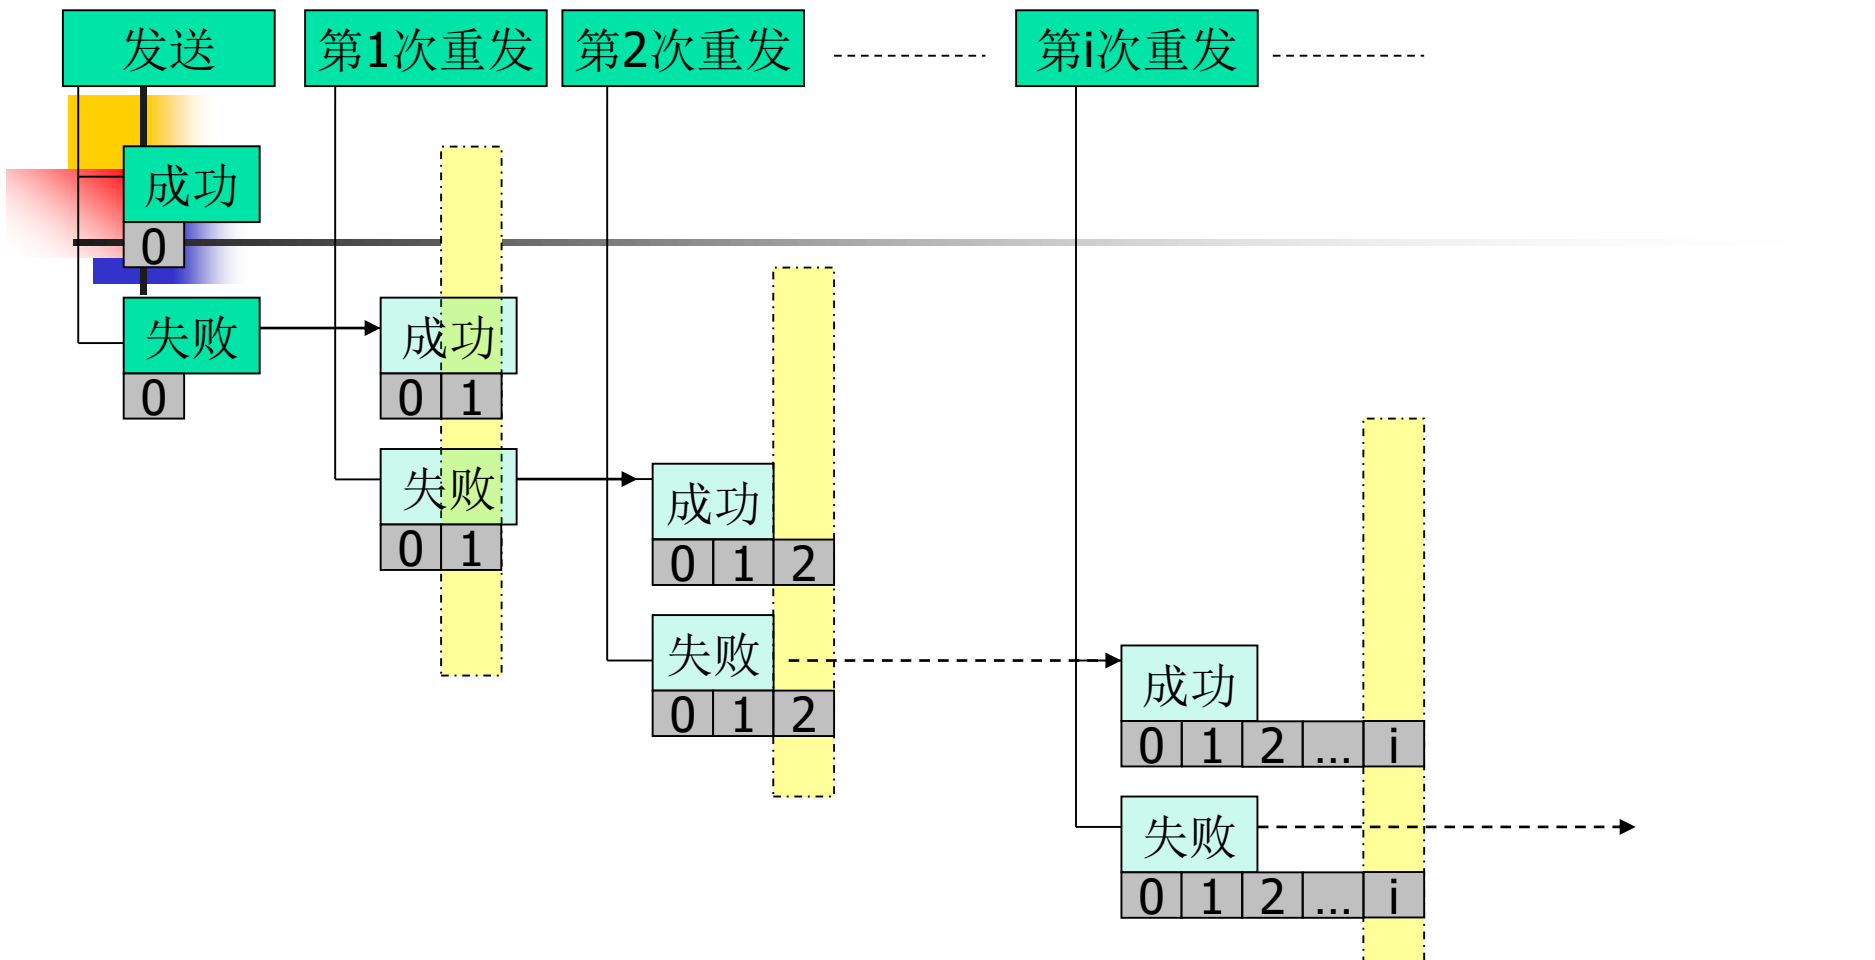 发送 第1次重发 第2次重发 第i次重发
成功
0
失败 成功
0 0 1
失败 成功
0 1 0 1 2
失败 成功
0 1 2 0 1 2 ... i
失败
0 1 2 ... i